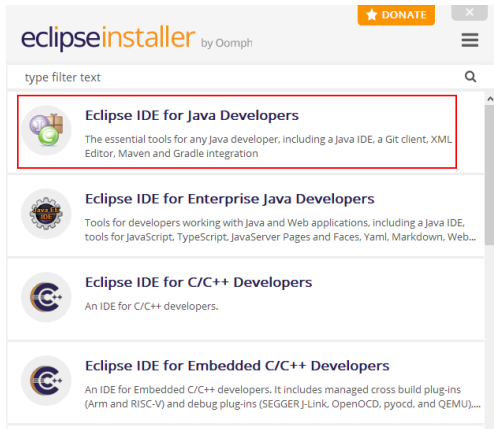 ★ DONATE
eclipseinstaller by Oomph
type filter text
Eclipse IDE for Java Developers
The essential tools for any Java developer, including a Java IDE, a Git client, XML
Editor, Maven and Gradle integration
Java EE
IDE
Eclipse IDE for Enterprise Java Developers
Tools for developers working with Java and Web applications, including a Java IDE,
tools for JavaScript, TypeScript, JavaServer Pages and Faces, Yaml, Markdown, Web...
C++
Eclipse IDE for C/C++ Developers
An IDE for C/C++ developers.
C++
Eclipse IDE for Embedded C/C++ Developers
An IDE for Embedded C/C++ developers. It includes managed cross build plug-ins
(Arm and RISC-V) and debug plug-ins (SEGGER J-Link, OpenOCD, pyocd, and QEMU),...